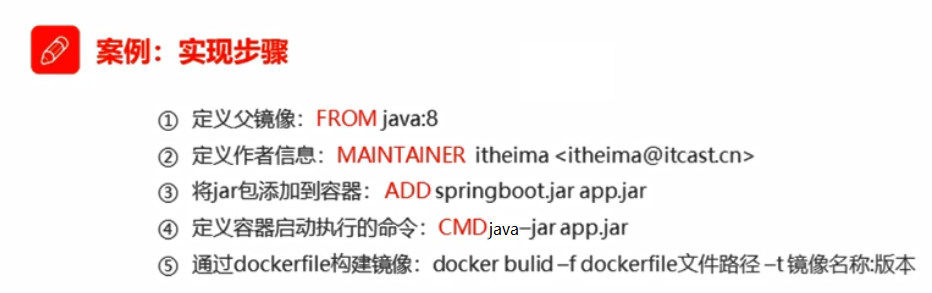 案例：实现步骤
① 定义父镜像：FROM java:8
② 定义作者信息：MAINTAINER itheima <itheima@itcast.cn>
③ 将jar包添加到容器：ADD springboot.jar app.jar
④ 定义容器启动执行的命令：CMD java–jar app.jar
⑤ 通过dockerfile构建镜像：docker bulid –f dockerfile文件路径 –t 镜像名称:版本